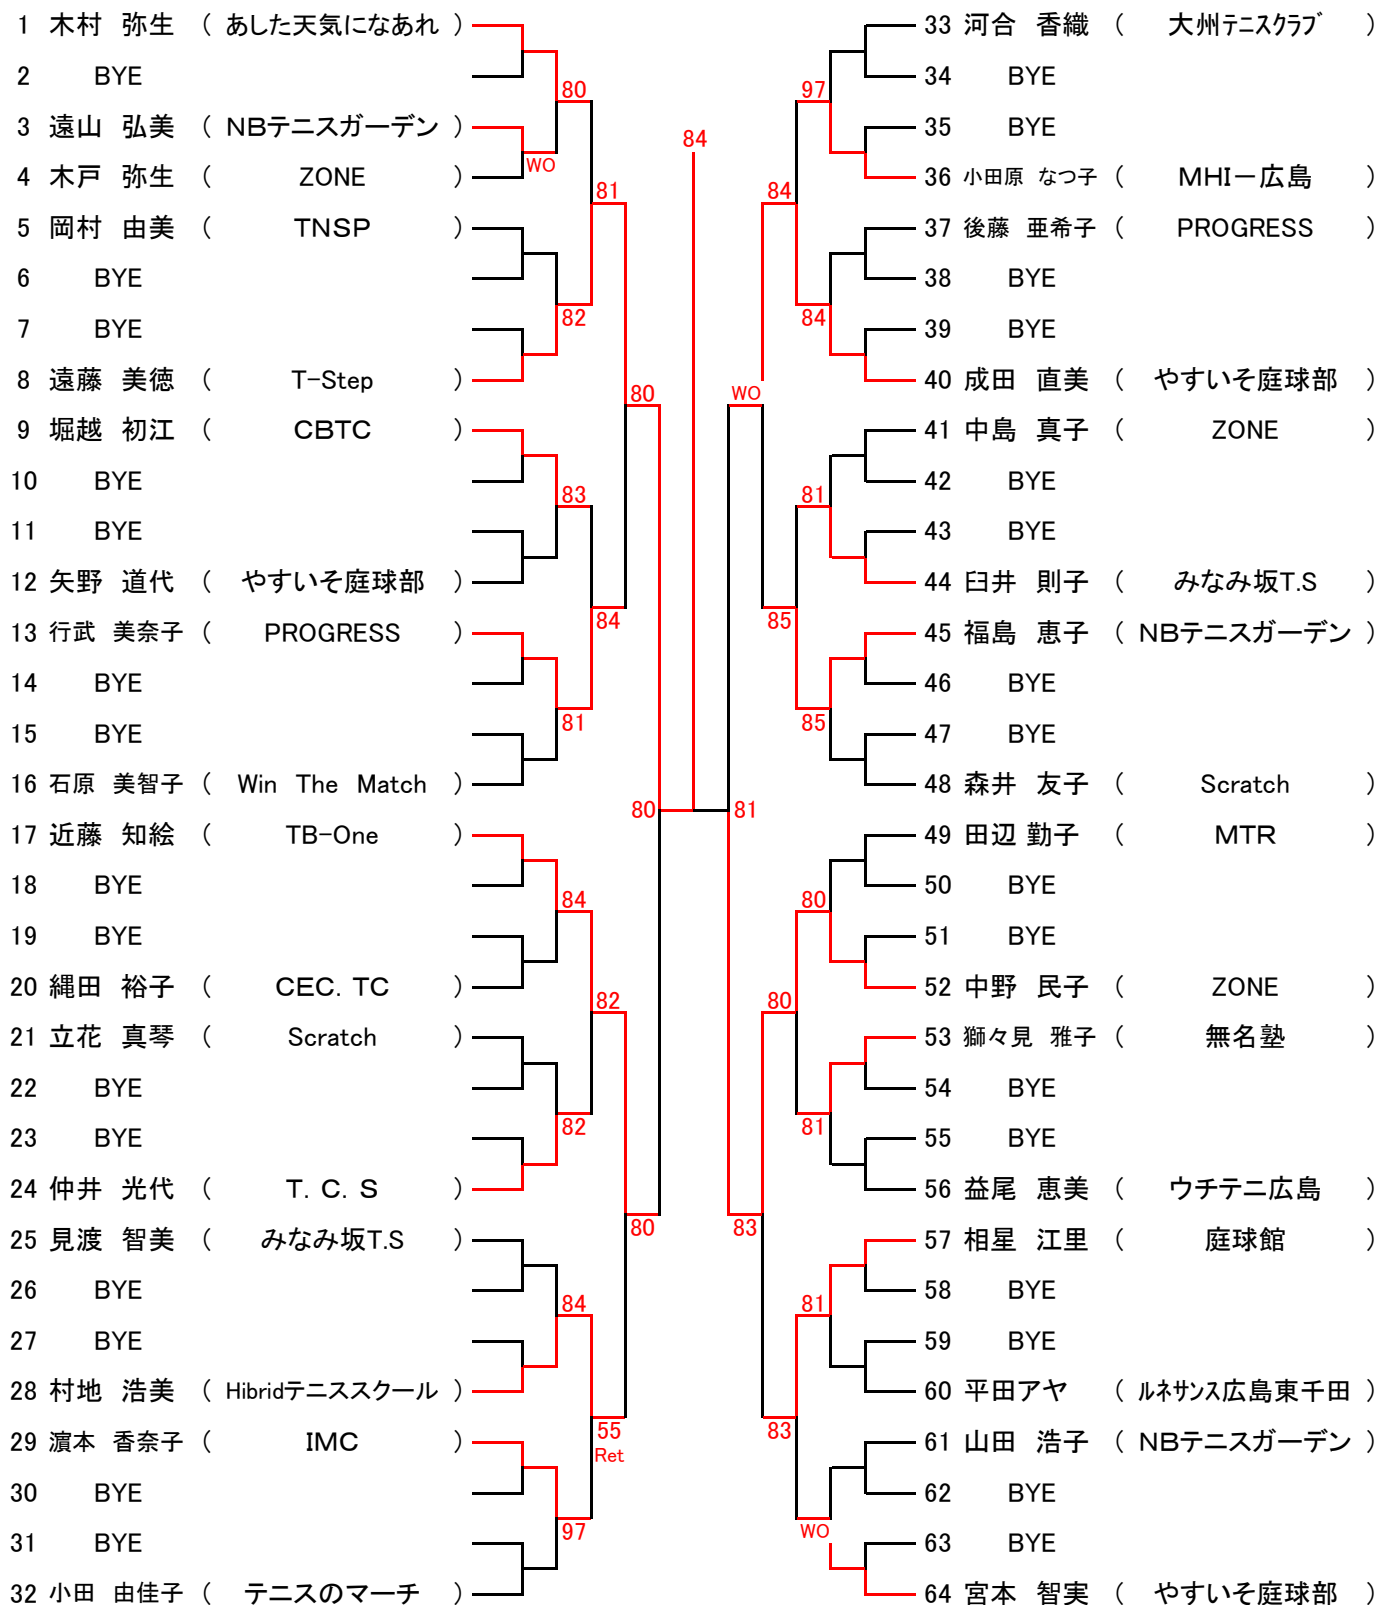 1 木村 弥生 ( あした天気になあれ )
2 BYE
80
3 遠山 弘美 ( NBテニスガーデン )
WO
4 木戸 弥生 ( ZONE )
81
5 岡村 由美 ( TNSP )
6 BYE
82
7 BYE
8 遠藤 美徳 ( T-Step )
80
9 堀越 初江 ( CBTC )
10 BYE
83
11 BYE
12 矢野 道代 ( やすいそ庭球部 )
84
13 行武 美奈子 ( PROGRESS )
14 BYE
81
15 BYE
16 石原 美智子 ( Win The Match )
80
17 近藤 知絵 ( TB-One )
18 BYE
84
19 BYE
20 縄田 裕子 ( CEC. TC )
82
21 立花 真琴 ( Scratch )
22 BYE
82
23 BYE
24 仲井 光代 ( T. C. S )
80
25 見渡 智美 ( みなみ坂T.S )
26 BYE
84
27 BYE
28 村地 浩美 ( Hibridテニススクール )
55
Ret
29 濵本 香奈子 ( IMC )
30 BYE
97
31 BYE
32 小田 由佳子 ( テニスのマーチ )
84
33 河合 香織 ( 大州テニスクラブ )
34 BYE
97
35 BYE
36 小田原 なつ子 ( MHI-広島 )
84
37 後藤 亜希子 ( PROGRESS )
38 BYE
84
39 BYE
40 成田 直美 ( やすいそ庭球部 )
WO
41 中島 真子 ( ZONE )
42 BYE
81
43 BYE
44 臼井 則子 ( みなみ坂T.S )
85
45 福島 恵子 ( NBテニスガーデン )
46 BYE
85
47 BYE
48 森井 友子 ( Scratch )
81
49 田辺 勤子 ( MTR )
50 BYE
80
51 BYE
52 中野 民子 ( ZONE )
80
53 獅々見 雅子 ( 無名塾 )
54 BYE
81
55 BYE
56 益尾 恵美 ( ウチテニ広島 )
83
57 相星 江里 ( 庭球館 )
58 BYE
81
59 BYE
60 平田アヤ ( ルネサンス広島東千田 )
83
61 山田 浩子 ( NBテニスガーデン )
62 BYE
WO
63 BYE
64 宮本 智実 ( やすいそ庭球部 )